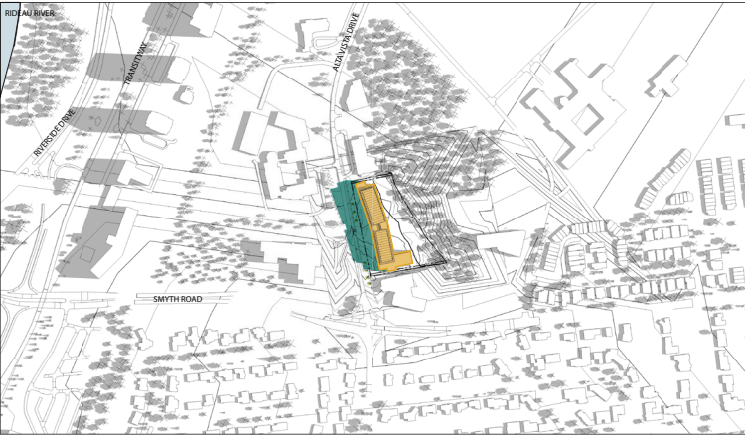 RIDEAU RIVER
TRANSITWAY
ALTA VISTA DRIVE
RIVERSIDE DRIVE
SMYTH ROAD